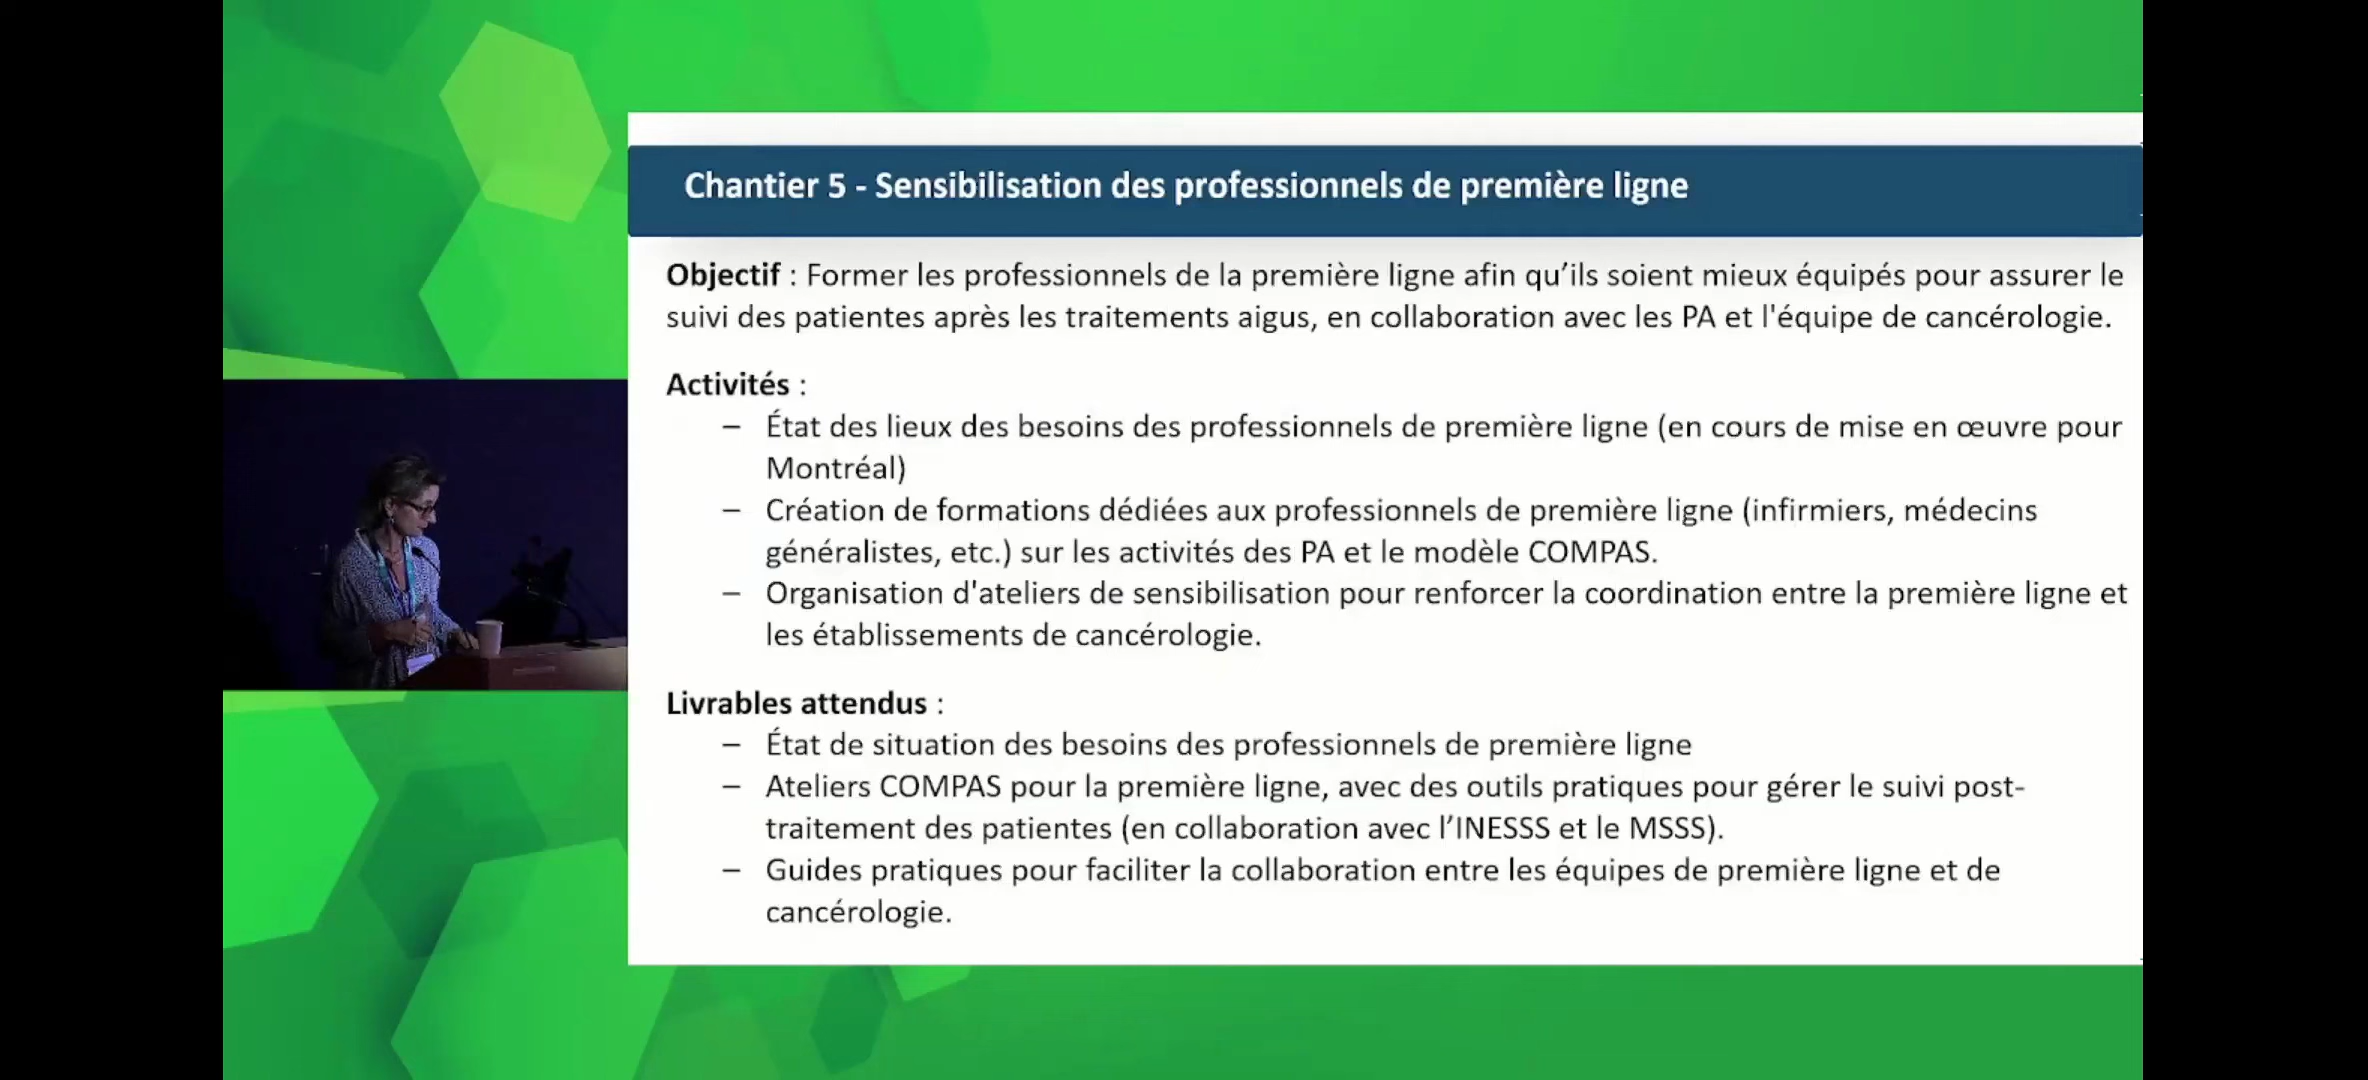 Chantier 5 - Sensibilisation des professionnels de première ligne
Objectif : Former les professionnels de la première ligne afin qu’ils soient mieux équipés pour assurer le
suivi des patientes après les traitements aigus, en collaboration avec les PA et l'équipe de cancérologie.
Activités :
– État des lieux des besoins des professionnels de première ligne (en cours de mise en œuvre pour
Montréal)
– Création de formations dédiées aux professionnels de première ligne (infirmiers, médecins
généralistes, etc.) sur les activités des PA et le modèle COMPAS.
– Organisation d'ateliers de sensibilisation pour renforcer la coordination entre la première ligne et
les établissements de cancérologie.
Livrables attendus :
– État de situation des besoins des professionnels de première ligne
– Ateliers COMPAS pour la première ligne, avec des outils pratiques pour gérer le suivi post-
traitement des patientes (en collaboration avec l’INESSS et le MSSS).
– Guides pratiques pour faciliter la collaboration entre les équipes de première ligne et de
cancérologie.